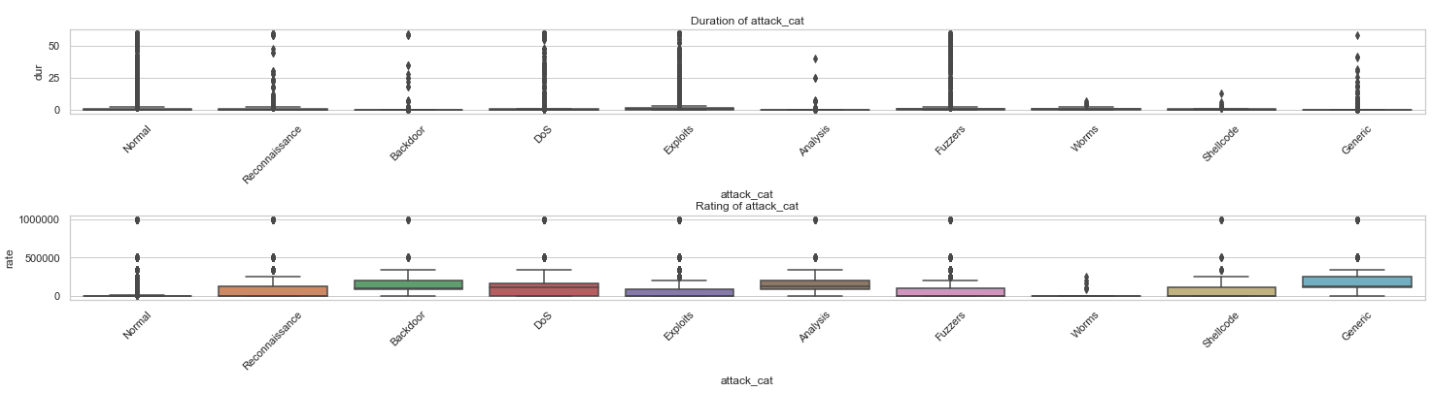 Duration of attack_cat
50
25
0
dur
Normal
Reconnaissance
Backdoor
DoS
Exploits
Analysis
Fuzzers
Worms
Shellcode
Generic
attack_cat
Rating of attack_cat
1000000
500000
0
rate
Normal
Reconnaissance
Backdoor
DoS
Exploits
Analysis
Fuzzers
Worms
Shellcode
Generic
attack_cat